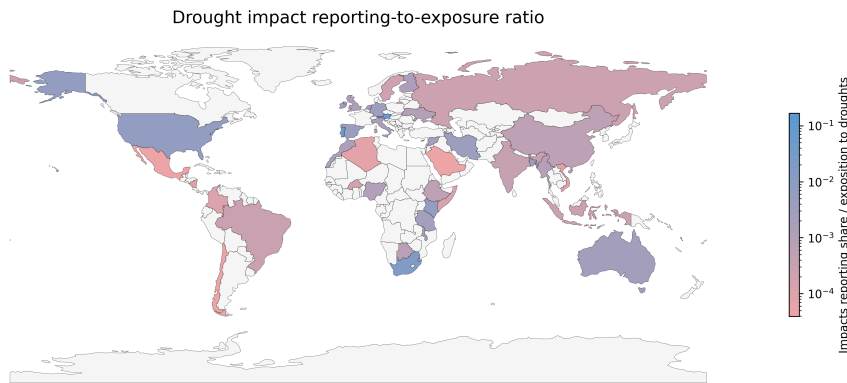 Drought impact reporting-to-exposure ratio
10⁻¹
10⁻²
10⁻³
10⁻⁴
Impacts reporting share / exposition to droughts